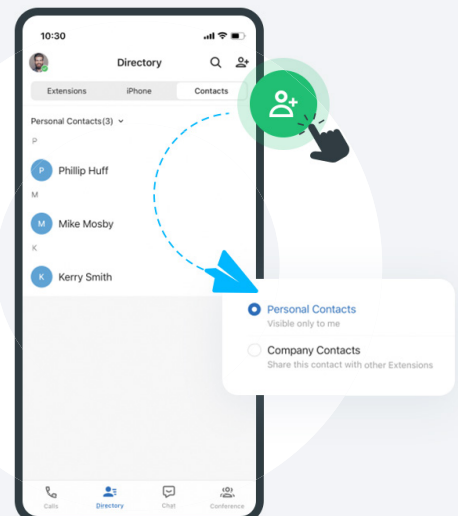 10:30
Directory
Extensions iPhone Contacts
Personal Contacts(3)
P
P Phillip Huff
M
M Mike Mosby
K
K Kerry Smith
Personal Contacts
Visible only to me
Company Contacts
Share this contact with other Extensions
Calls Directory Chat Conference